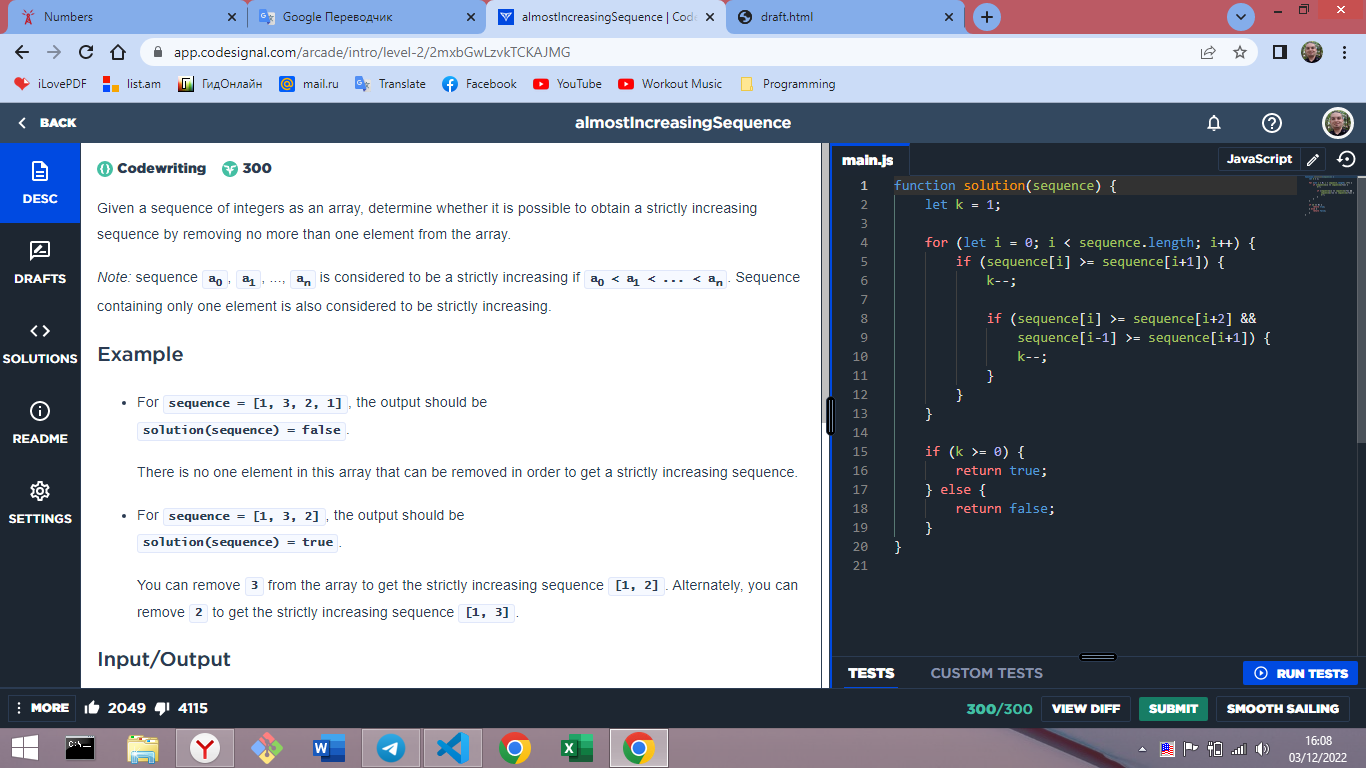 Numbers
Google Переводчик
almostIncreasingSequence | Code
draft.html
app.codesignal.com/arcade/intro/level-2/2mxbGwLzvkTCKAJMG
iLovePDF
list.am
ГидОнлайн
mail.ru
Translate
Facebook
YouTube
Workout Music
Programming
BACK
almostIncreasingSequence
DESC
DRAFTS
SOLUTIONS
README
SETTINGS
Codewriting 300
Given a sequence of integers as an array, determine whether it is possible to obtain a strictly increasing
sequence by removing no more than one element from the array.
Note: sequence a0, a1, ..., an is considered to be a strictly increasing if a0 < a1 < ... < an. Sequence
containing only one element is also considered to be strictly increasing.
Example
• For sequence = [1, 3, 2, 1], the output should be
solution(sequence) = false.
There is no one element in this array that can be removed in order to get a strictly increasing sequence.
• For sequence = [1, 3, 2], the output should be
solution(sequence) = true.
You can remove 3 from the array to get the strictly increasing sequence [1, 2]. Alternately, you can
remove 2 to get the strictly increasing sequence [1, 3].
Input/Output
main.js
JavaScript
1 function solution(sequence) {
2 let k = 1;
3
4 for (let i = 0; i < sequence.length; i++) {
5 if (sequence[i] >= sequence[i+1]) {
6 k--;
7
8 if (sequence[i] >= sequence[i+2] &&
9 sequence[i-1] >= sequence[i+1]) {
10 k--;
11 }
12 }
13 }
14
15 if (k >= 0) {
16 return true;
17 } else {
18 return false;
19 }
20 }
21
TESTS
CUSTOM TESTS
RUN TESTS
MORE
2049
4115
300/300
VIEW DIFF
SUBMIT
SMOOTH SAILING
16:08
03/12/2022